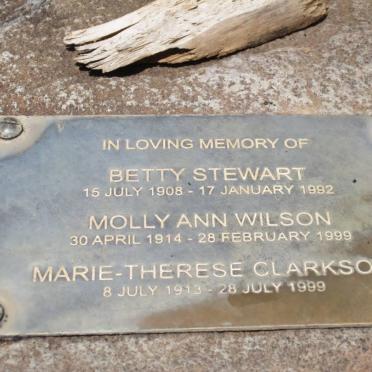 IN LOVING MEMORY OF
BETTY STEWART
15 JULY 1908 - 17 JANUARY 1992
MOLLY ANN WILSON
30 APRIL 1914 - 28 FEBRUARY 1999
MARIE-THERESE CLARKSO
8 JULY 1913 - 28 JULY 1999